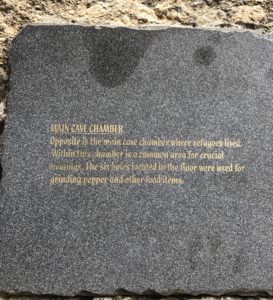 MAIN CAVE CHAMBER
Opposite is the main cave chamber where refugees lived.
Within this chamber is a common area for crucial
meetings. The six holes located in the floor were used for
grinding pepper and other food items.